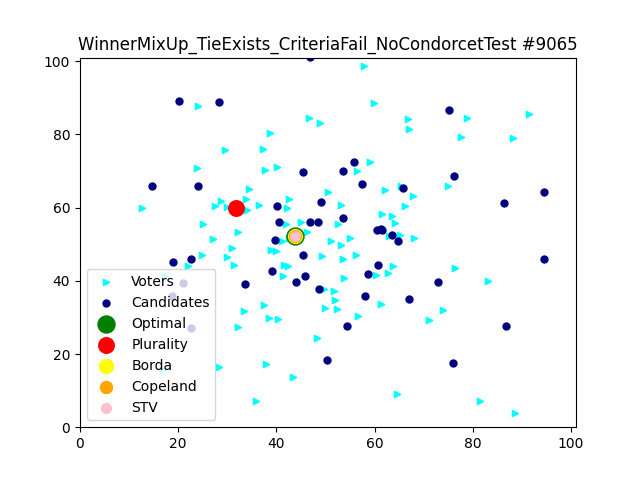 WinnerMixUp_TieExists_CriteriaFail_NoCondorcetTest #9065
100
80
60
40
20
0
Voters
Candidates
Optimal
Plurality
Borda
Copeland
STV
0 20 40 60 80 100